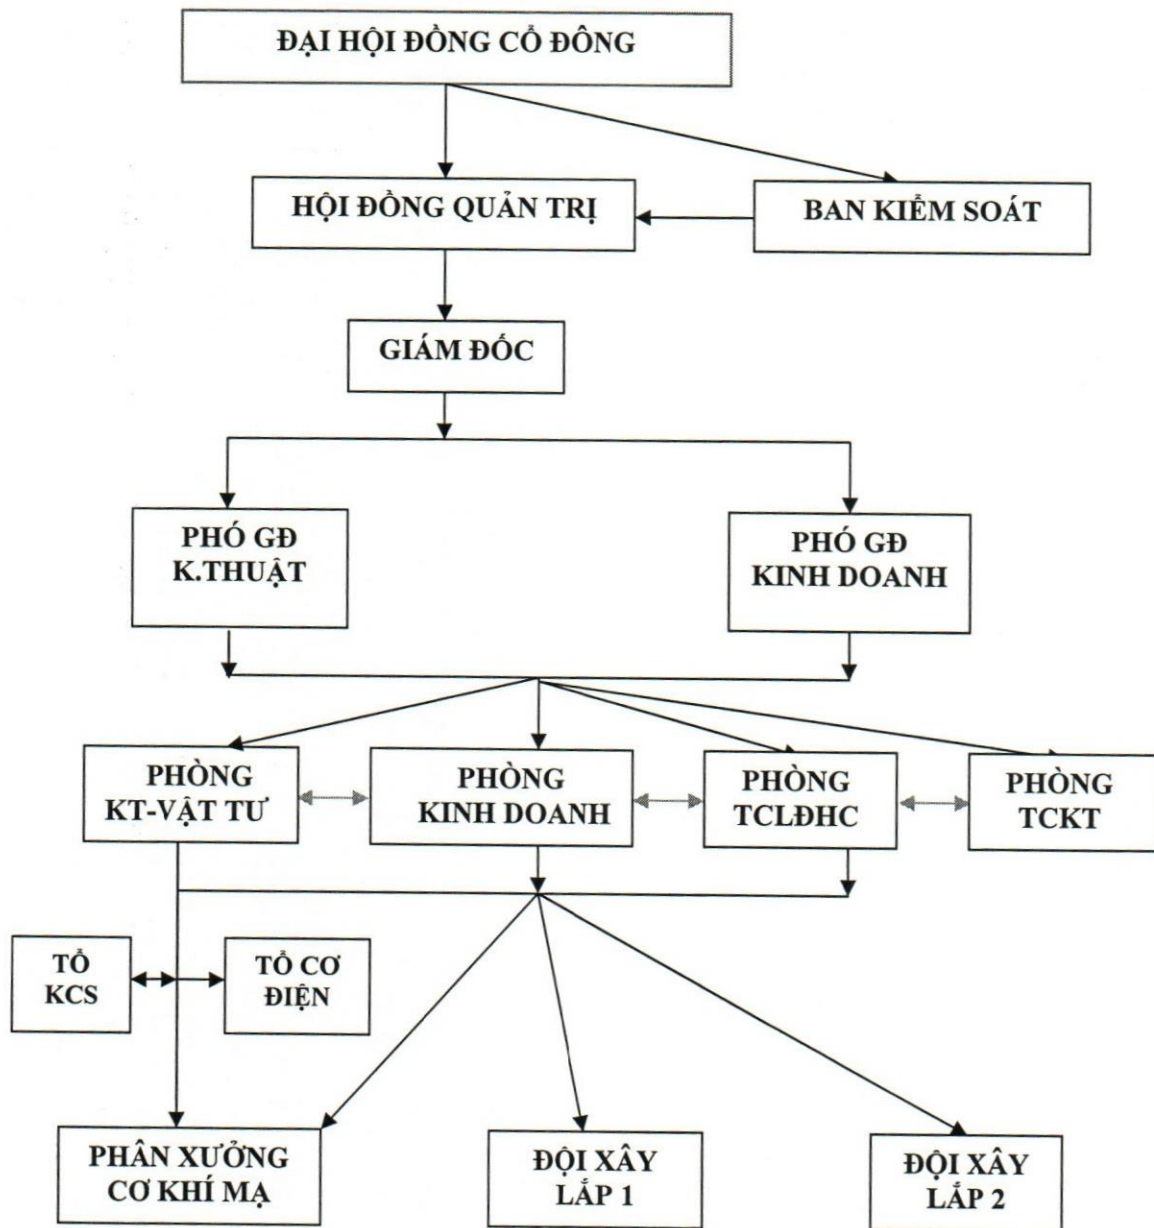 ĐẠI HỘI ĐỒNG CỔ ĐÔNG
HỘI ĐỒNG QUẢN TRỊ
BAN KIỂM SOÁT
GIÁM ĐỐC
PHÓ GĐ
K.THUẬT
PHÓ GĐ
KINH DOANH
PHÒNG
KT-VẬT TƯ
PHÒNG
KINH DOANH
PHÒNG
TCLĐHC
PHÒNG
TCKT
TỔ
KCS
TỔ CƠ
ĐIỆN
PHÂN XƯỞNG
CƠ KHÍ MẠ
ĐỘI XÂY
LẮP 1
ĐỘI XÂY
LẮP 2